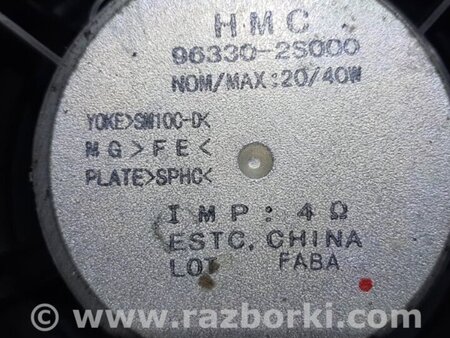 HMC
96330-2S000
NOM/MAX:20/40W
YOKE>SM10C-D<
MG>FE<
PLATE>SPHC<
IMP: 4Ω
ESTC. CHINA
LOT FABA
© www.razborki.com